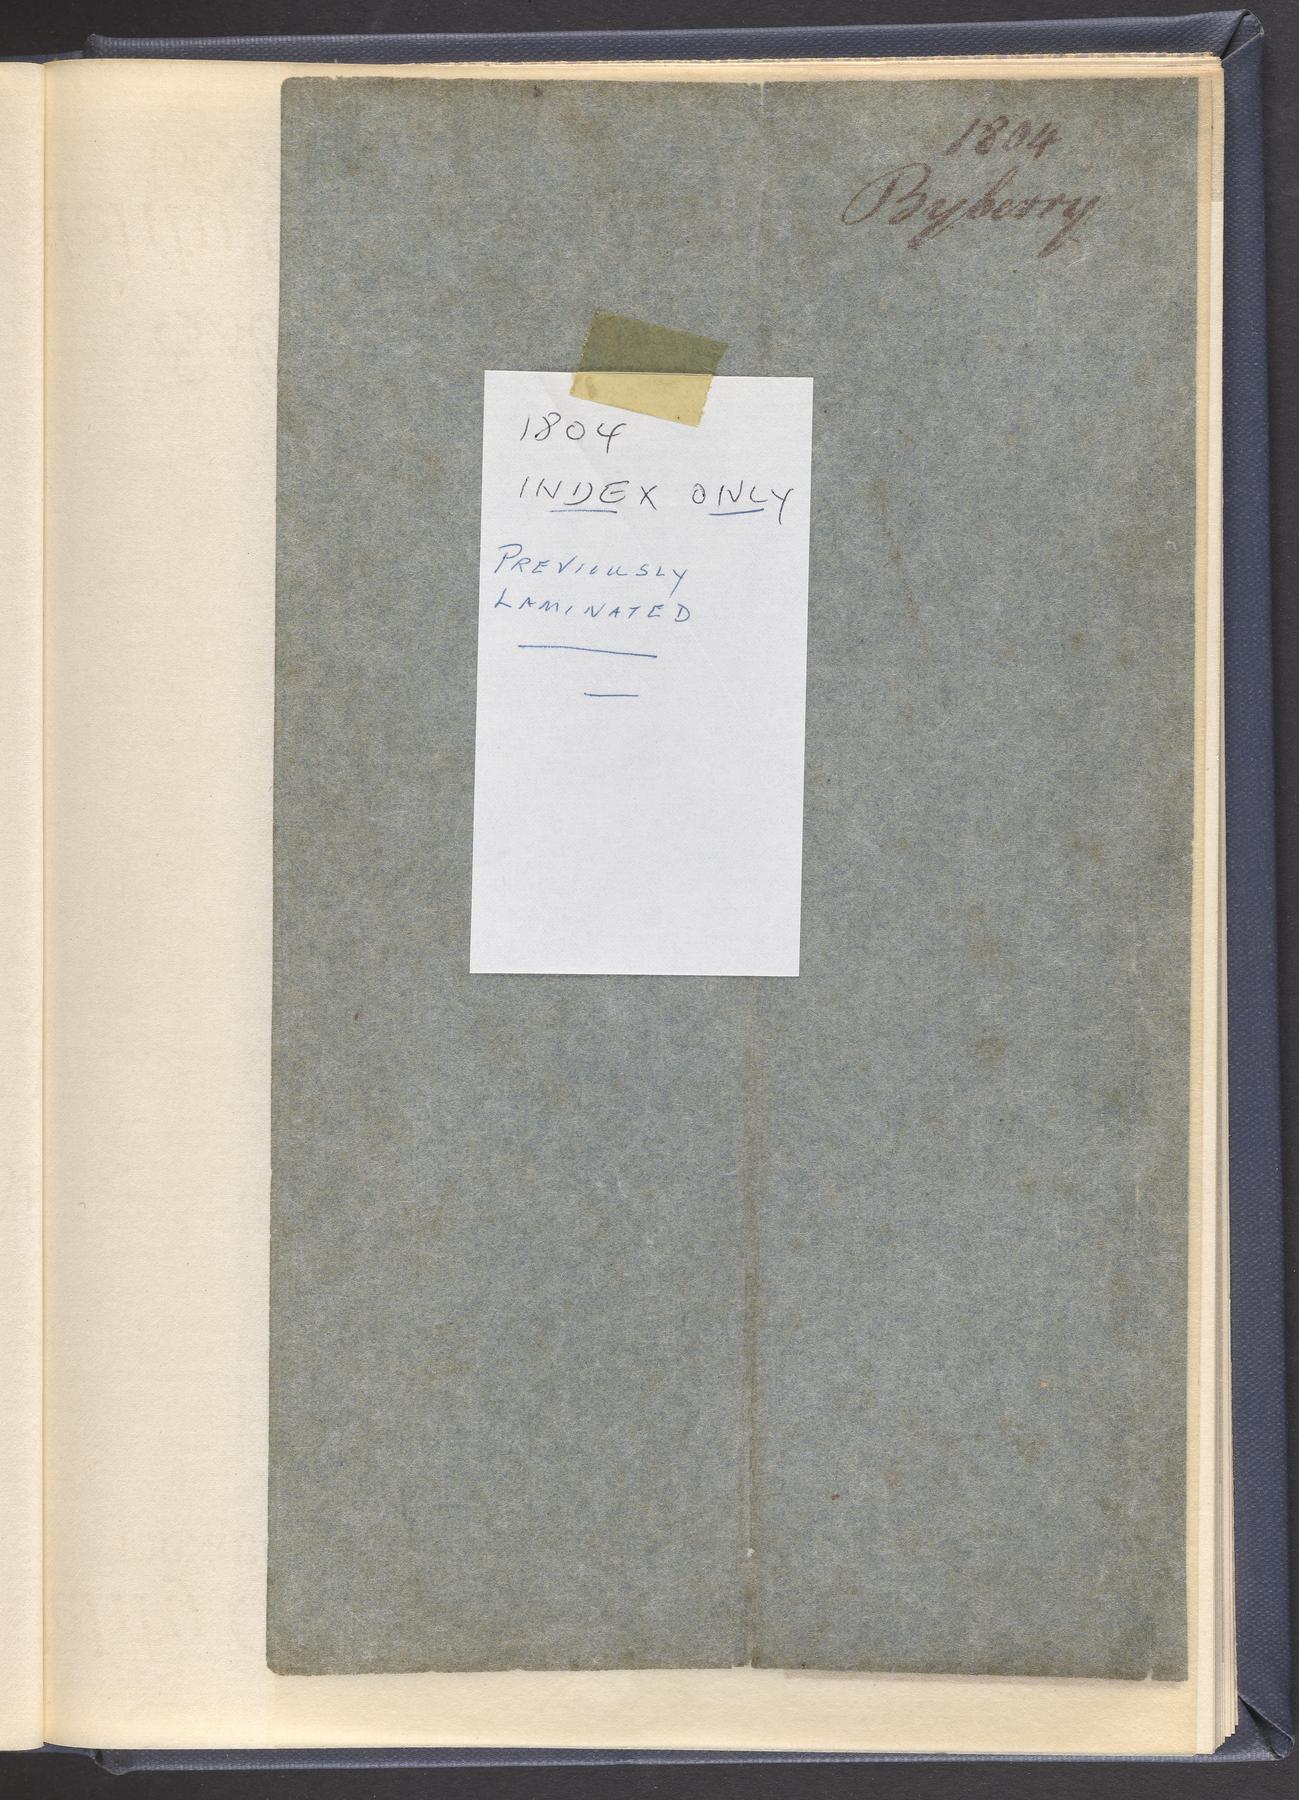 1804
Byberry
1804
INDEX ONLY
PREVIOUSLY
LAMINATED